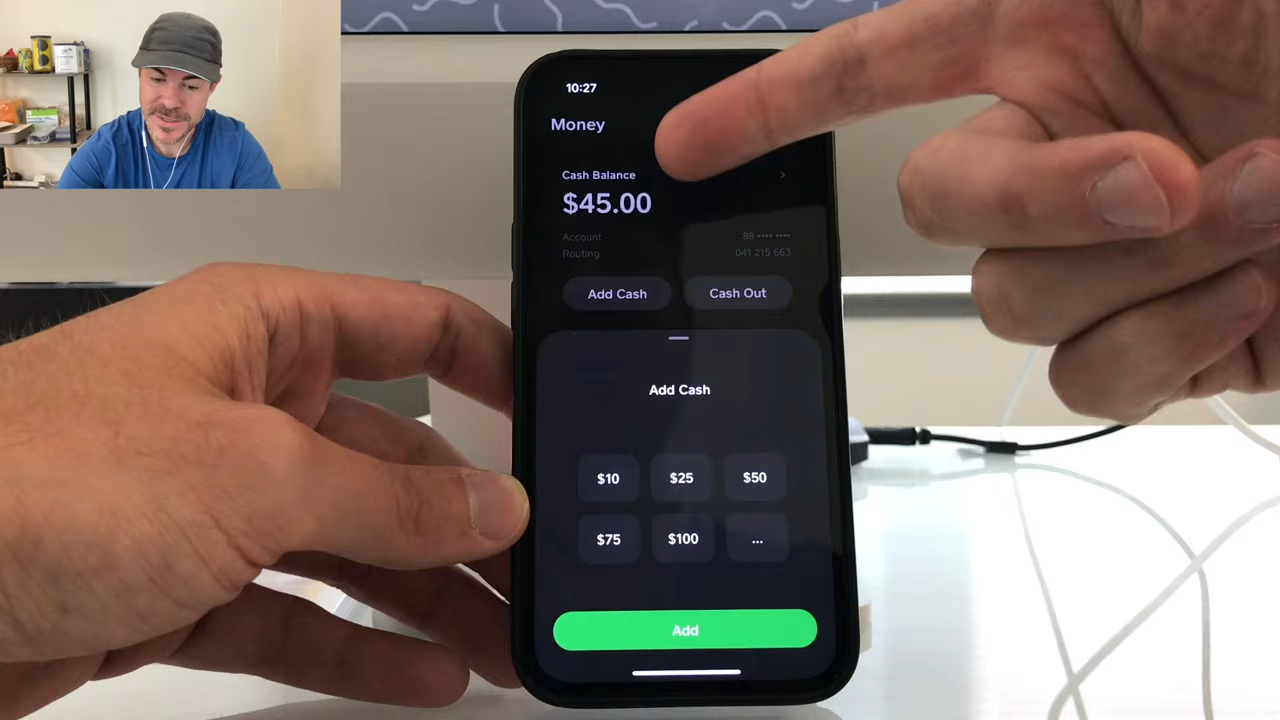 10:27
Money
Cash Balance
$45.00
Account 88 •••• ••••
Routing 041 215 663
Add Cash Cash Out
Add Cash
$10 $25 $50
$75 $100 ...
Add